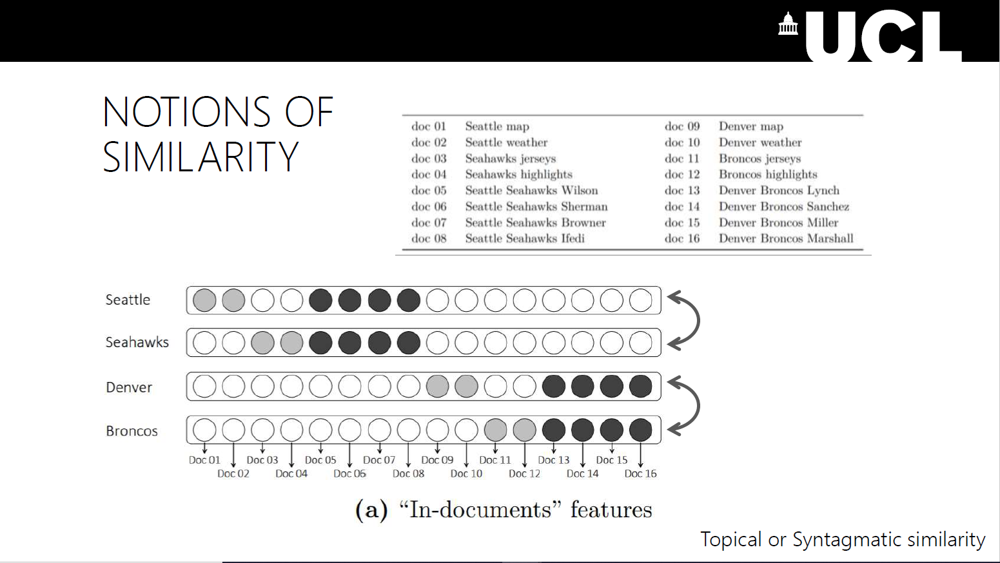 UCL
NOTIONS OF
SIMILARITY
doc 01 Seattle map doc 09 Denver map
doc 02 Seattle weather doc 10 Denver weather
doc 03 Seahawks jerseys doc 11 Broncos jerseys
doc 04 Seahawks highlights doc 12 Broncos highlights
doc 05 Seattle Seahawks Wilson doc 13 Denver Broncos Lynch
doc 06 Seattle Seahawks Sherman doc 14 Denver Broncos Sanchez
doc 07 Seattle Seahawks Browner doc 15 Denver Broncos Miller
doc 08 Seattle Seahawks Ifedi doc 16 Denver Broncos Marshall
Seattle
Seahawks
Denver
Broncos
Doc 01 Doc 03 Doc 05 Doc 07 Doc 09 Doc 11 Doc 13 Doc 15
Doc 02 Doc 04 Doc 06 Doc 08 Doc 10 Doc 12 Doc 14 Doc 16
(a) “In-documents” features
Topical or Syntagmatic similarity